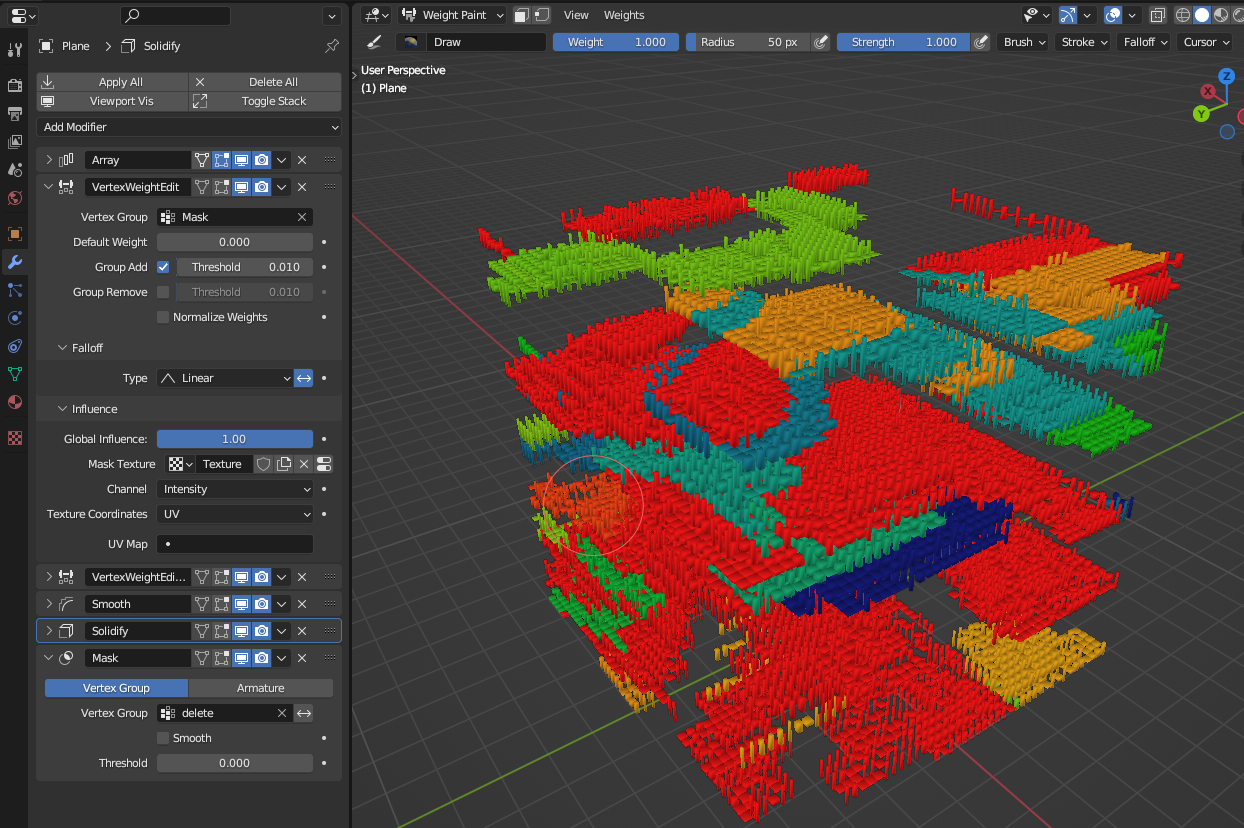 Weight Paint View Weights
Draw Weight 1.000 Radius 50 px Strength 1.000 Brush Stroke Falloff Cursor
Plane Solidify
Apply All Delete All
Viewport Vis Toggle Stack
Add Modifier
Array
VertexWeightEdit
Vertex Group Mask
Default Weight 0.000
Group Add Threshold 0.010
Group Remove Threshold 0.010
Normalize Weights
Falloff
Type Linear
Influence
Global Influence: 1.00
Mask Texture Texture
Channel Intensity
Texture Coordinates UV
UV Map
VertexWeightEdi...
Smooth
Solidify
Mask
Vertex Group Armature
Vertex Group delete
Smooth
Threshold 0.000
User Perspective
(1) Plane
Z
X
Y